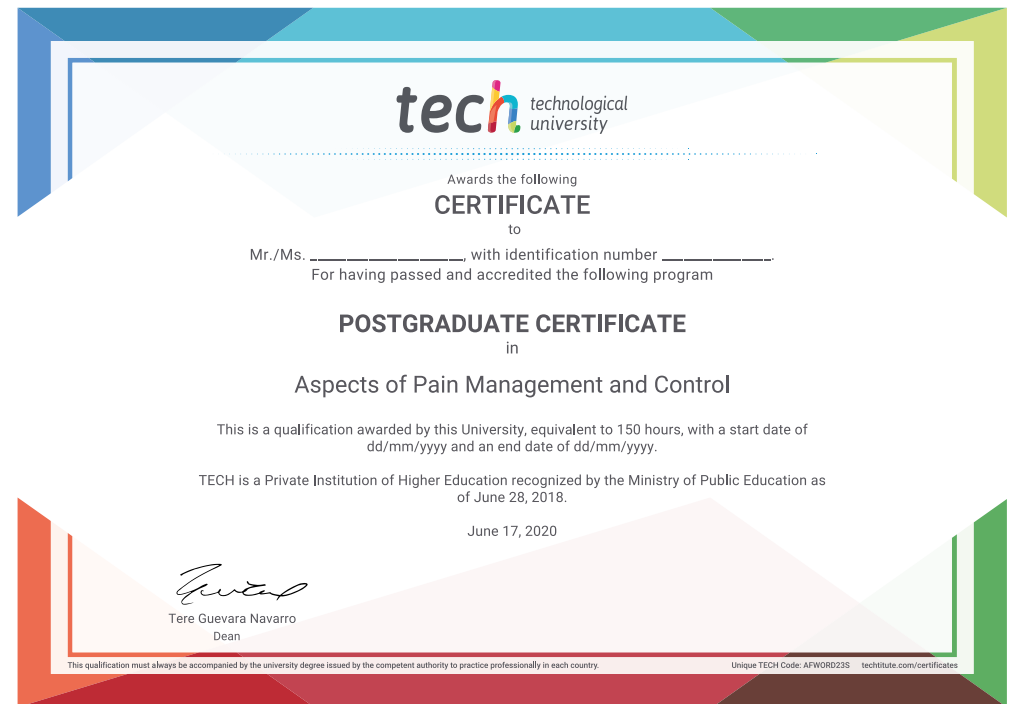 tech technological
university
Awards the following
CERTIFICATE
to
Mr./Ms. ___________________, with identification number ______________.
For having passed and accredited the following program
POSTGRADUATE CERTIFICATE
in
Aspects of Pain Management and Control
This is a qualification awarded by this University, equivalent to 150 hours, with a start date of
dd/mm/yyyy and an end date of dd/mm/yyyy.
TECH is a Private Institution of Higher Education recognized by the Ministry of Public Education as
of June 28, 2018.
June 17, 2020
Tere Guevara Navarro
Dean
This qualification must always be accompanied by the university degree issued by the competent authority to practice professionally in each country. Unique TECH Code: AFWORD23S techtitute.com/certificates